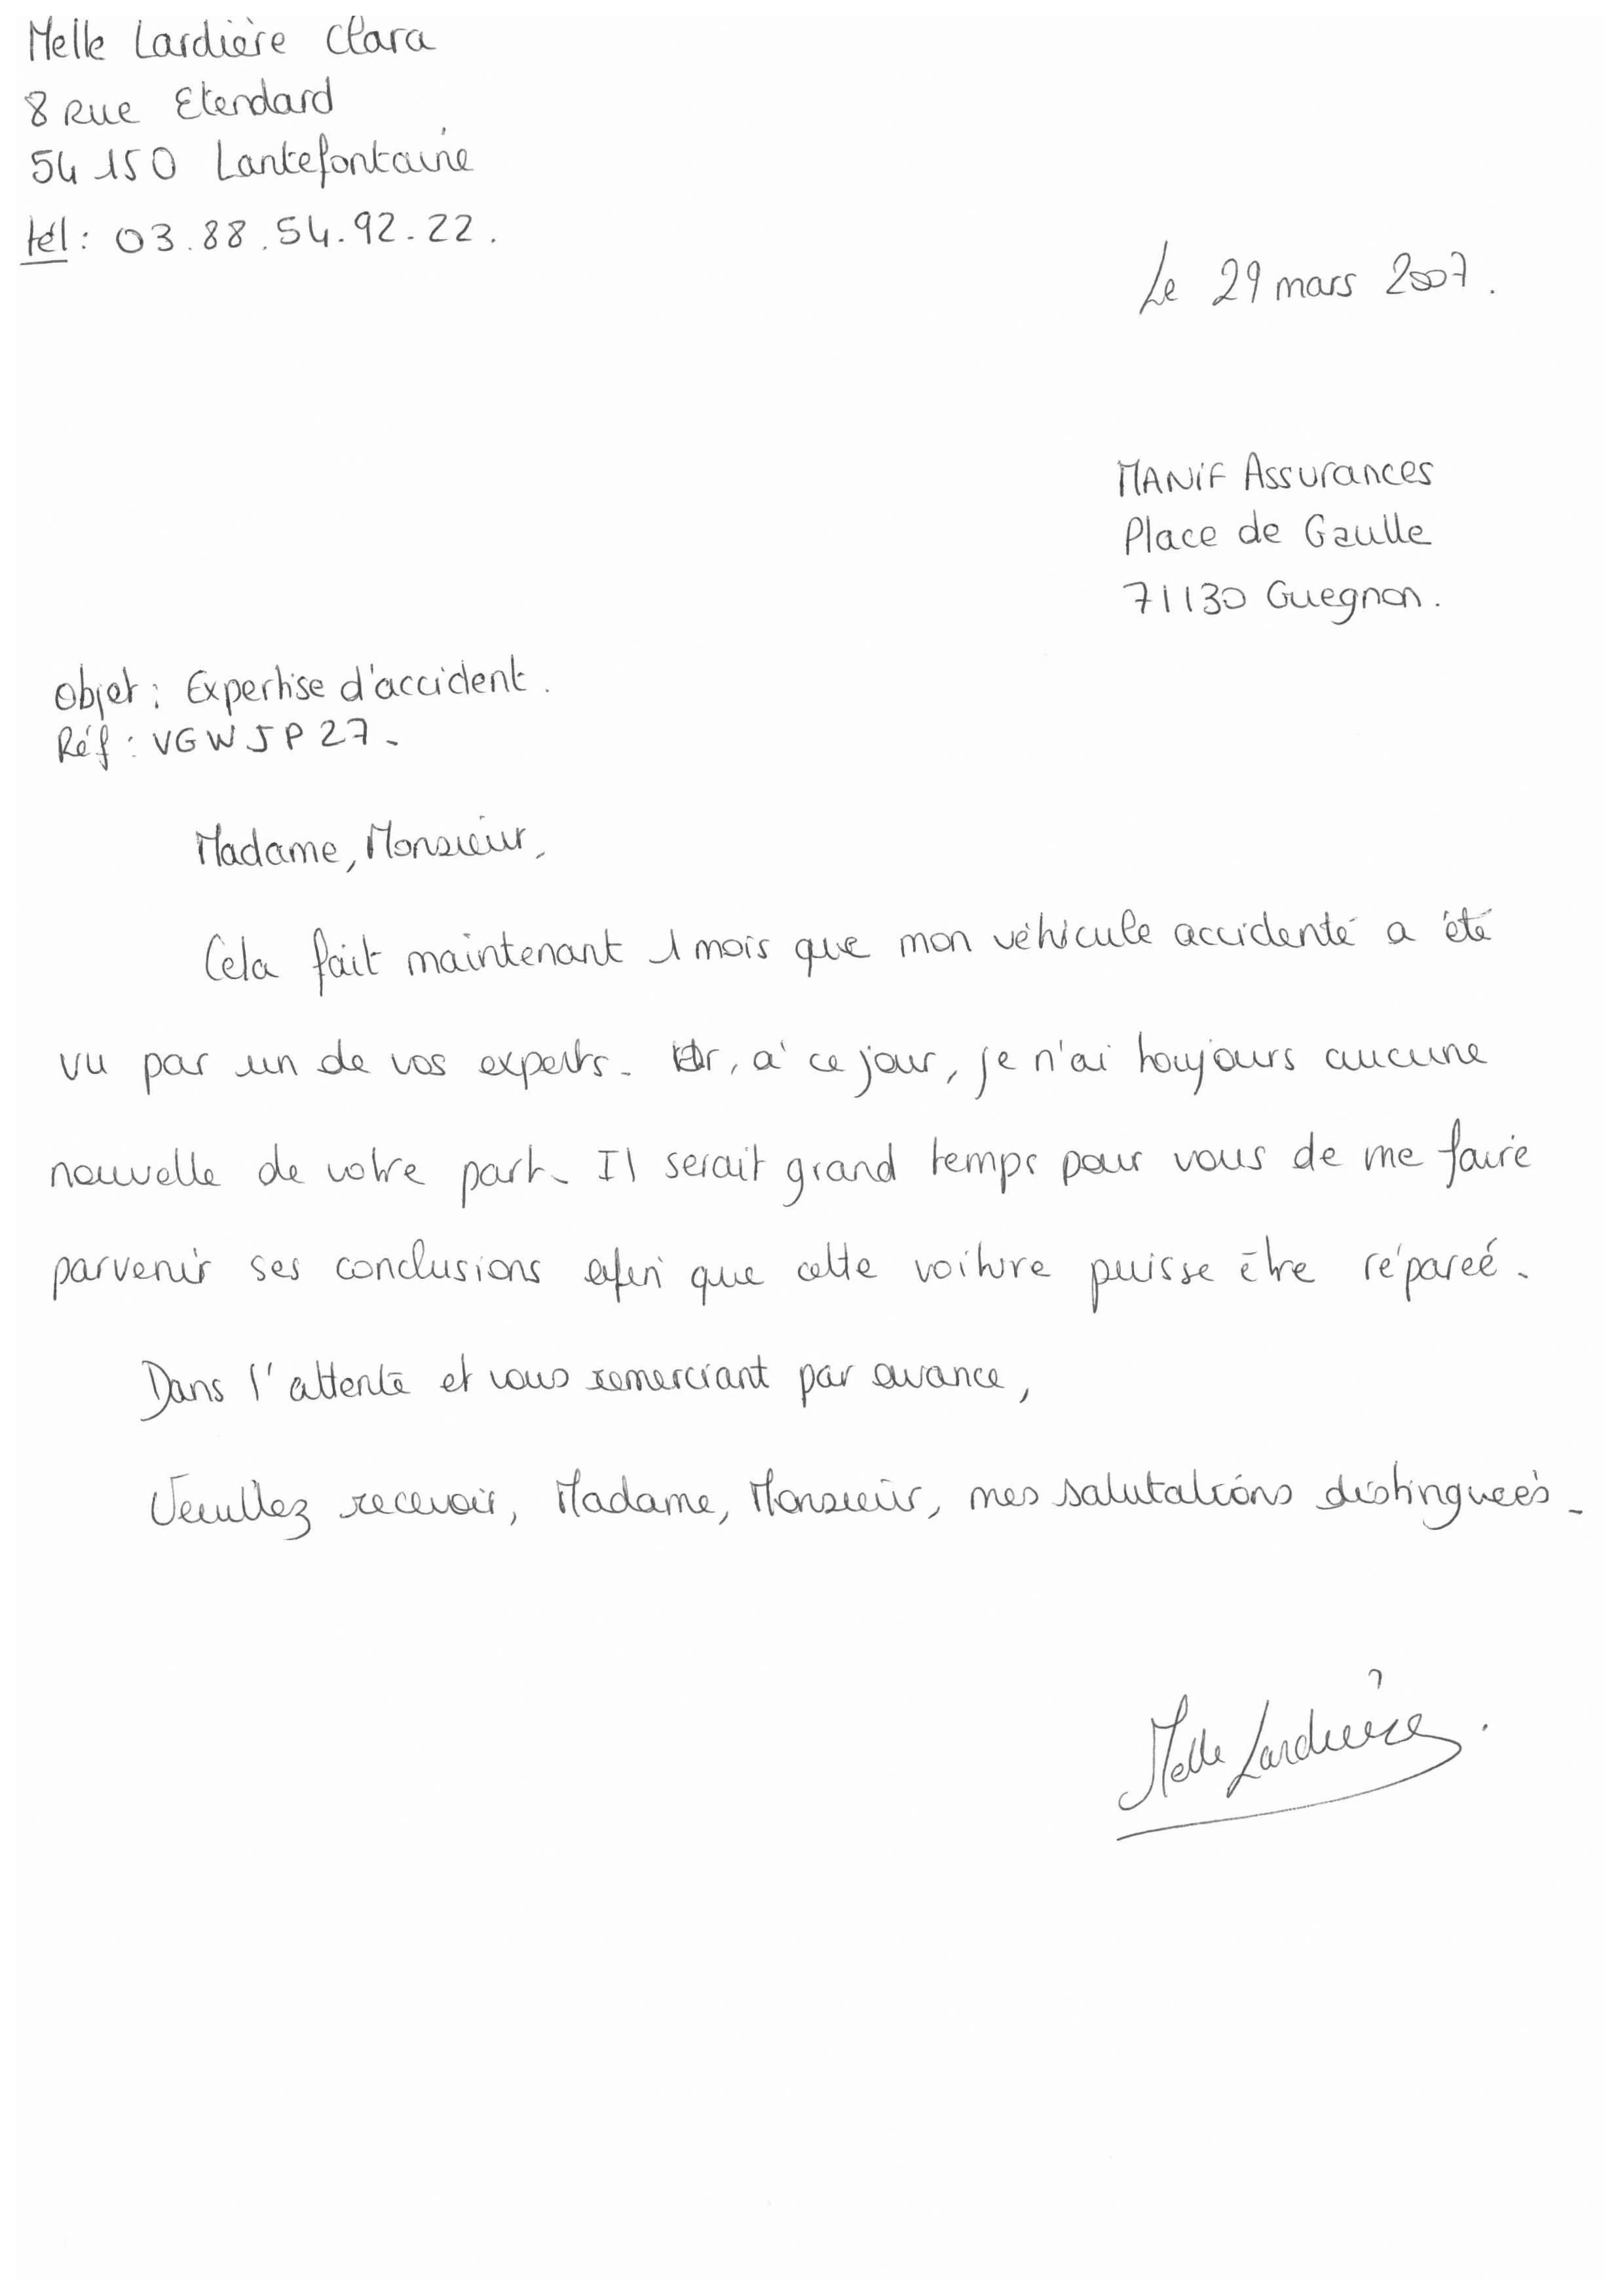 Melle Lardière Clara
8 Rue Etendard
54 150 Lantefontaine
tél : 03.88.54.92.22.
Le 29 mars 2007.
MANIF Assurances
Place de Gaulle
71130 Guegnon.
Objet : Expertise d'accident.
Réf : VGWJP27.
Madame, Monsieur,
Cela fait maintenant 1 mois que mon véhicule accidenté a été
vu par un de vos experts. Or, à ce jour, je n'ai toujours aucune
nouvelle de votre part. Il serait grand temps pour vous de me faire
parvenir ses conclusions afin que cette voiture puisse être réparée.
Dans l'attente et vous remerciant par avance,
Veuillez recevoir, Madame, Monsieur, mes salutations distinguées.
Melle Lardière.